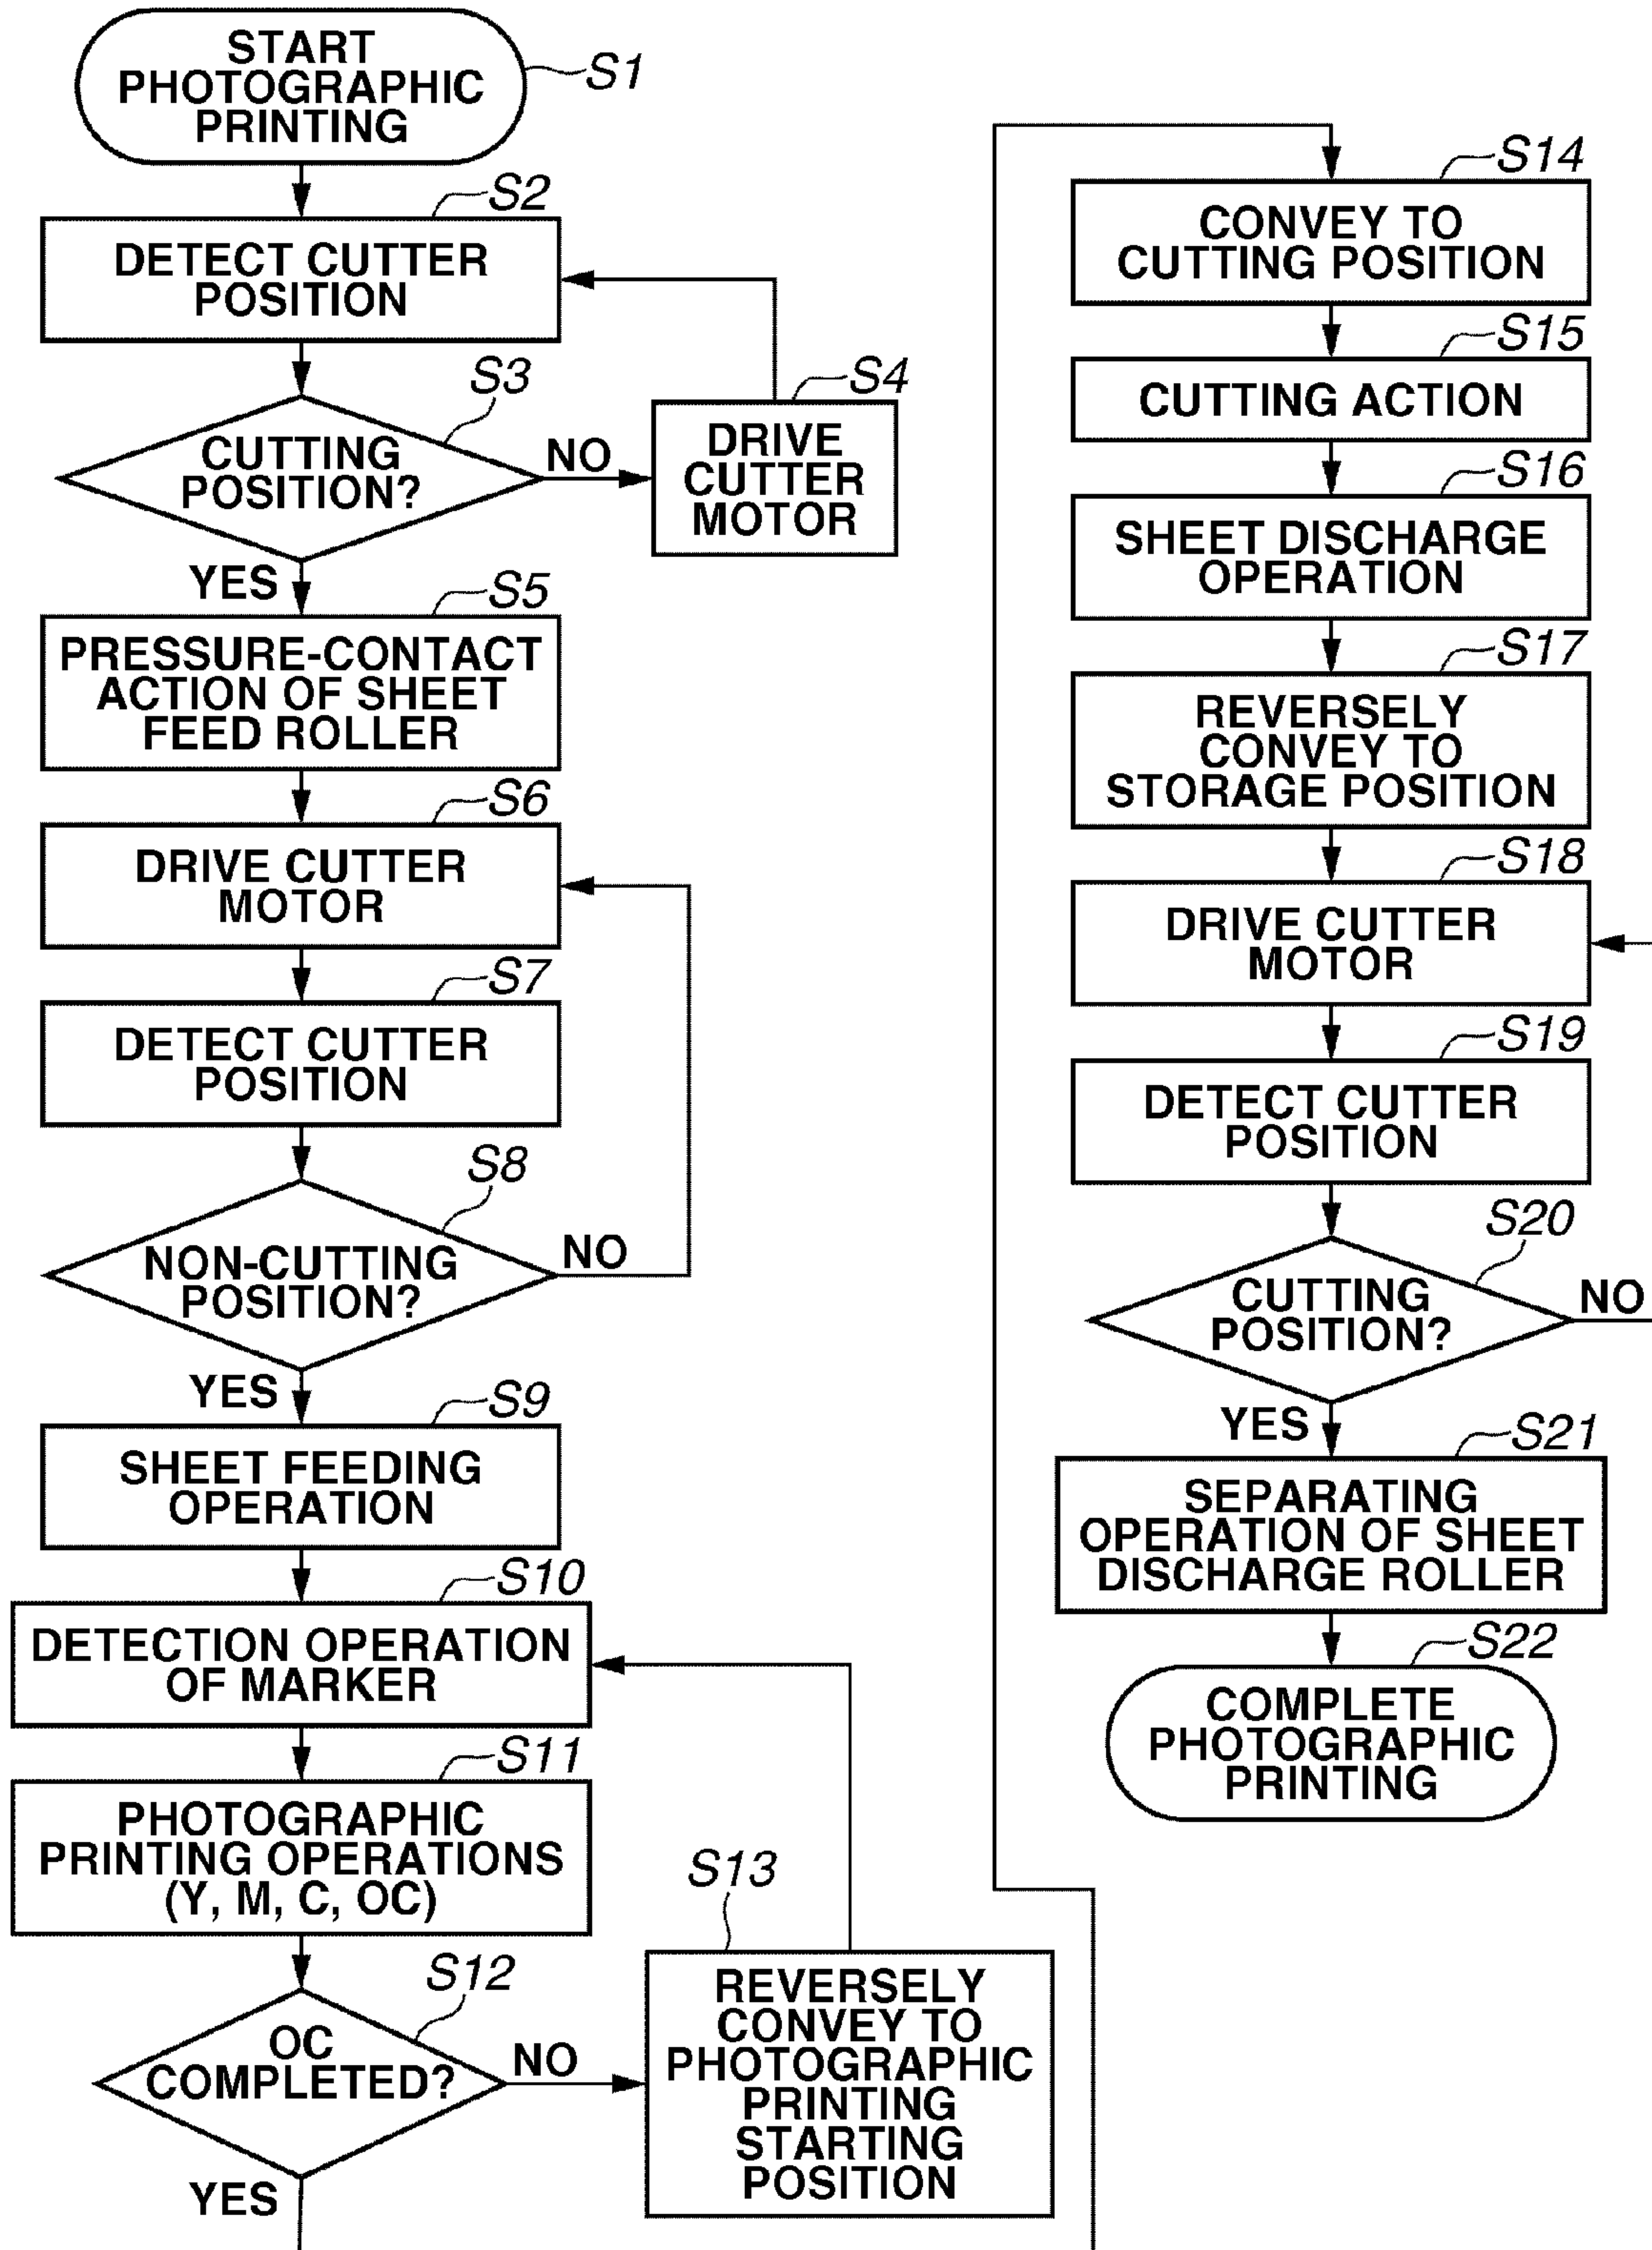 START
PHOTOGRAPHIC
PRINTING
S1
S2
DETECT CUTTER
POSITION
S3
CUTTING
POSITION?
NO
S4
DRIVE
CUTTER
MOTOR
YES
S5
PRESSURE-CONTACT
ACTION OF SHEET
FEED ROLLER
S6
DRIVE CUTTER
MOTOR
S7
DETECT CUTTER
POSITION
S8
NON-CUTTING
POSITION?
NO
YES
S9
SHEET FEEDING
OPERATION
S10
DETECTION OPERATION
OF MARKER
S11
PHOTOGRAPHIC
PRINTING OPERATIONS
(Y, M, C, OC)
S12
OC
COMPLETED?
NO
S13
REVERSELY
CONVEY TO
PHOTOGRAPHIC
PRINTING
STARTING
POSITION
YES
S14
CONVEY TO
CUTTING POSITION
S15
CUTTING ACTION
S16
SHEET DISCHARGE
OPERATION
S17
REVERSELY
CONVEY TO
STORAGE POSITION
S18
DRIVE CUTTER
MOTOR
S19
DETECT CUTTER
POSITION
S20
CUTTING
POSITION?
NO
YES
S21
SEPARATING
OPERATION OF SHEET
DISCHARGE ROLLER
S22
COMPLETE
PHOTOGRAPHIC
PRINTING